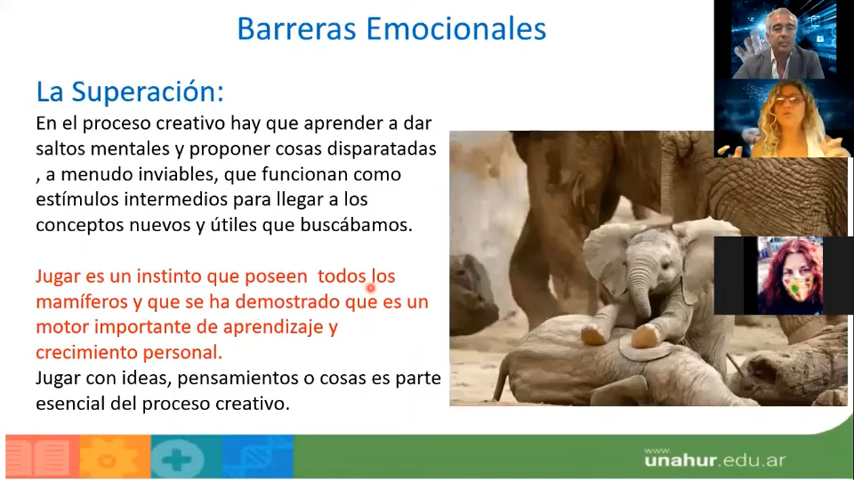 Barreras Emocionales
La Superación:
En el proceso creativo hay que aprender a dar
saltos mentales y proponer cosas disparatadas
, a menudo inviables, que funcionan como
estímulos intermedios para llegar a los
conceptos nuevos y útiles que buscábamos.
Jugar es un instinto que poseen  todos los
mamíferos y que se ha demostrado que es un
motor importante de aprendizaje y
crecimiento personal.
Jugar con ideas, pensamientos o cosas es parte
esencial del proceso creativo.
www.
unahur.edu.ar